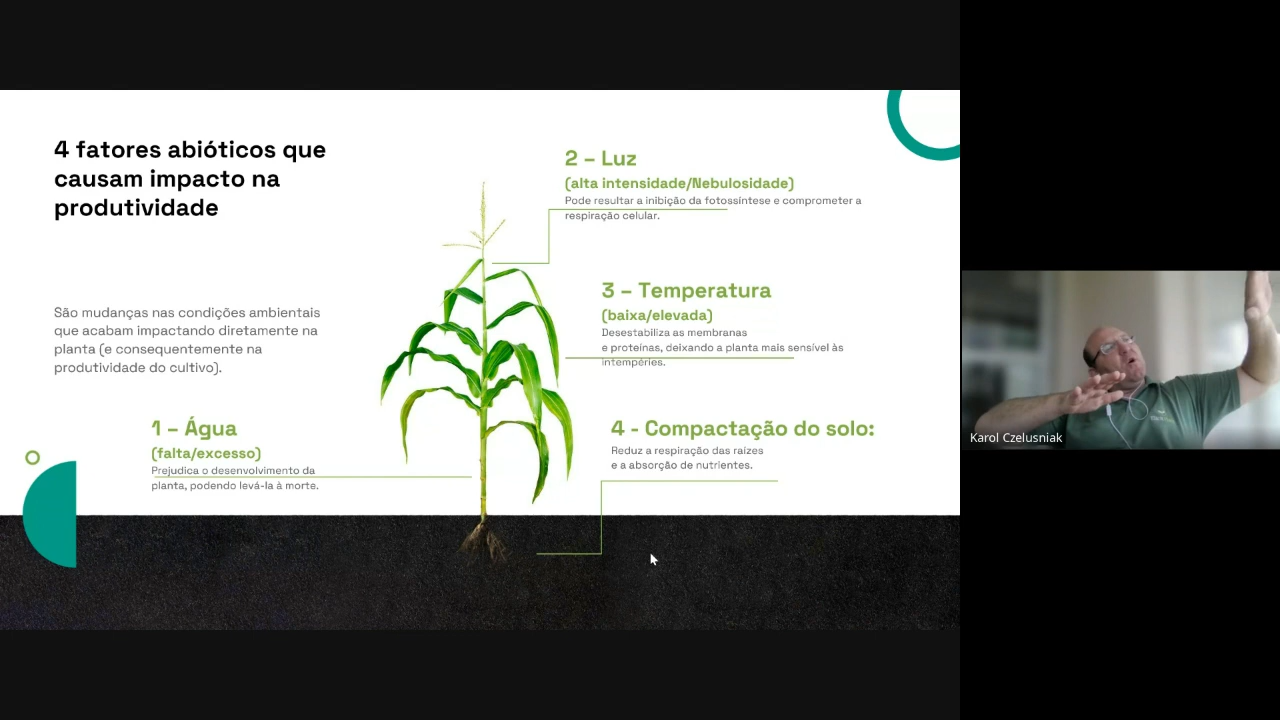 4 fatores abióticos que
causam impacto na
produtividade
São mudanças nas condições ambientais
que acabam impactando diretamente na
planta (e consequentemente na
produtividade do cultivo).
1 – Água
(falta/excesso)
Prejudica o desenvolvimento da
planta, podendo levá-la à morte.
2 – Luz
(alta intensidade/Nebulosidade)
Pode resultar a inibição da fotossíntese e comprometer a
respiração celular.
3 – Temperatura
(baixa/elevada)
Desestabiliza as membranas
e proteínas, deixando a planta mais sensível às
intempéries.
4 - Compactação do solo:
Reduz a respiração das raízes
e a absorção de nutrientes.
Karol Czelusniak